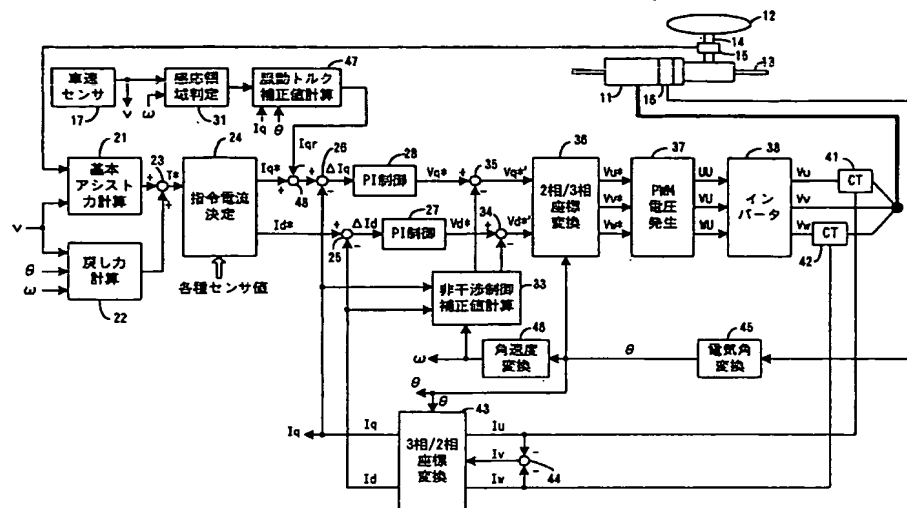 12
14
15
13
11
16
車速
センサ
17
v
ω
感応領
域判定
31
脈動トルク
補正値計算
47
Iq
θ
Iqr
21
基本
アシスト
力計算
23
T*
+
+
24
指令電流
決定
各種センサ値
v
θ
ω
戻し力
計算
22
Iq*
+
48
+
26
-
ΔIq
28
PI制御
Vq*
+
35
-
Vq*'
Id*
+
25
-
ΔId
27
PI制御
Vd*
+
34
-
Vd*'
36
2相/3相
座標
変換
Vu*
Vv*
Vw*
37
PWM
電圧
発生
UU
VU
WU
38
イン
バータ
Vu
Vv
Vw
41
CT
CT
42
非干渉制御
補正値計算
33
46
角速度
変換
ω
θ
45
電気角
変換
θ
θ
43
3相/2相
座標
変換
Iq
Iq
Id
Iu
Iv
Iw
-
-
44